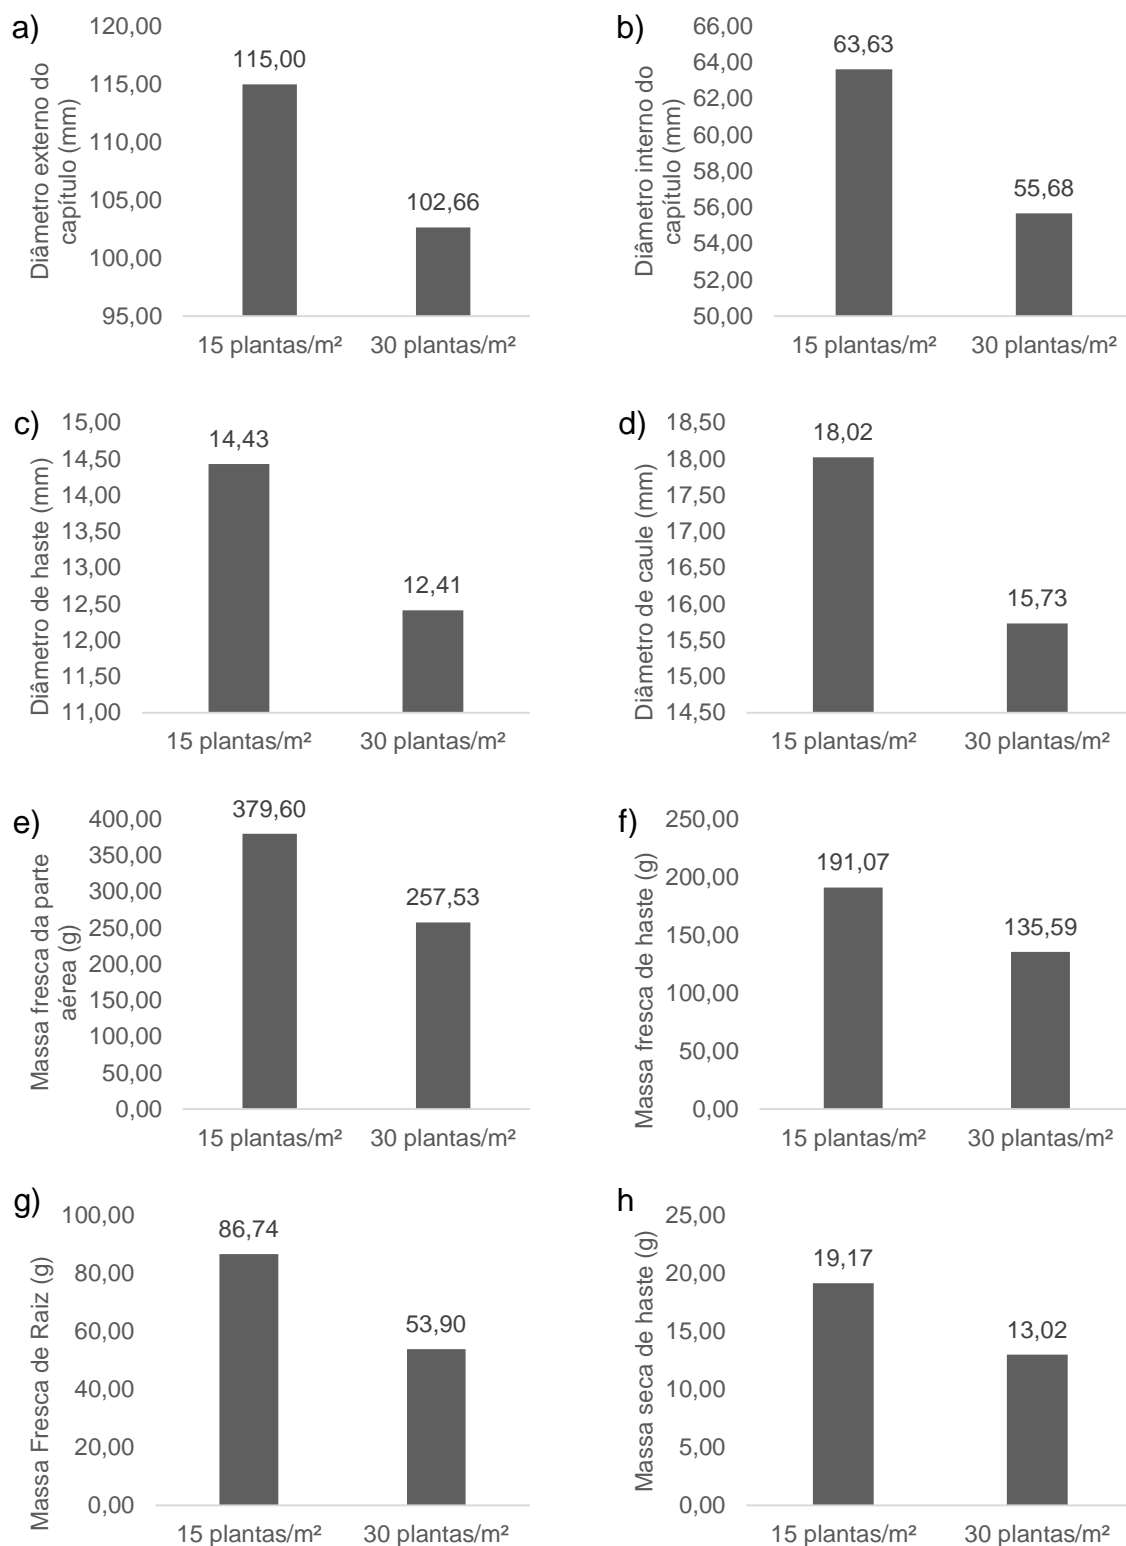 a)
Diâmetro externo do
capítulo (mm)
120,00
115,00
110,00
105,00
100,00
95,00
115,00
102,66
15 plantas/m²
30 plantas/m²
b)
Diâmetro interno do
capítulo (mm)
66,00
64,00
62,00
60,00
58,00
56,00
54,00
52,00
50,00
63,63
55,68
15 plantas/m²
30 plantas/m²
c)
Diâmetro de haste (mm)
15,00
14,50
14,00
13,50
13,00
12,50
12,00
11,50
11,00
14,43
12,41
15 plantas/m²
30 plantas/m²
d)
Diâmetro de caule (mm)
18,50
18,00
17,50
17,00
16,50
16,00
15,50
15,00
14,50
18,02
15,73
15 plantas/m²
30 plantas/m²
e)
Massa fresca da parte
aérea (g)
400,00
350,00
300,00
250,00
200,00
150,00
100,00
50,00
0,00
379,60
257,53
15 plantas/m²
30 plantas/m²
f)
Massa fresca de haste (g)
250,00
200,00
150,00
100,00
50,00
0,00
191,07
135,59
15 plantas/m²
30 plantas/m²
g)
Massa Fresca de Raiz (g)
100,00
80,00
60,00
40,00
20,00
0,00
86,74
53,90
15 plantas/m²
30 plantas/m²
h
Massa seca de haste (g)
25,00
20,00
15,00
10,00
5,00
0,00
19,17
13,02
15 plantas/m²
30 plantas/m²